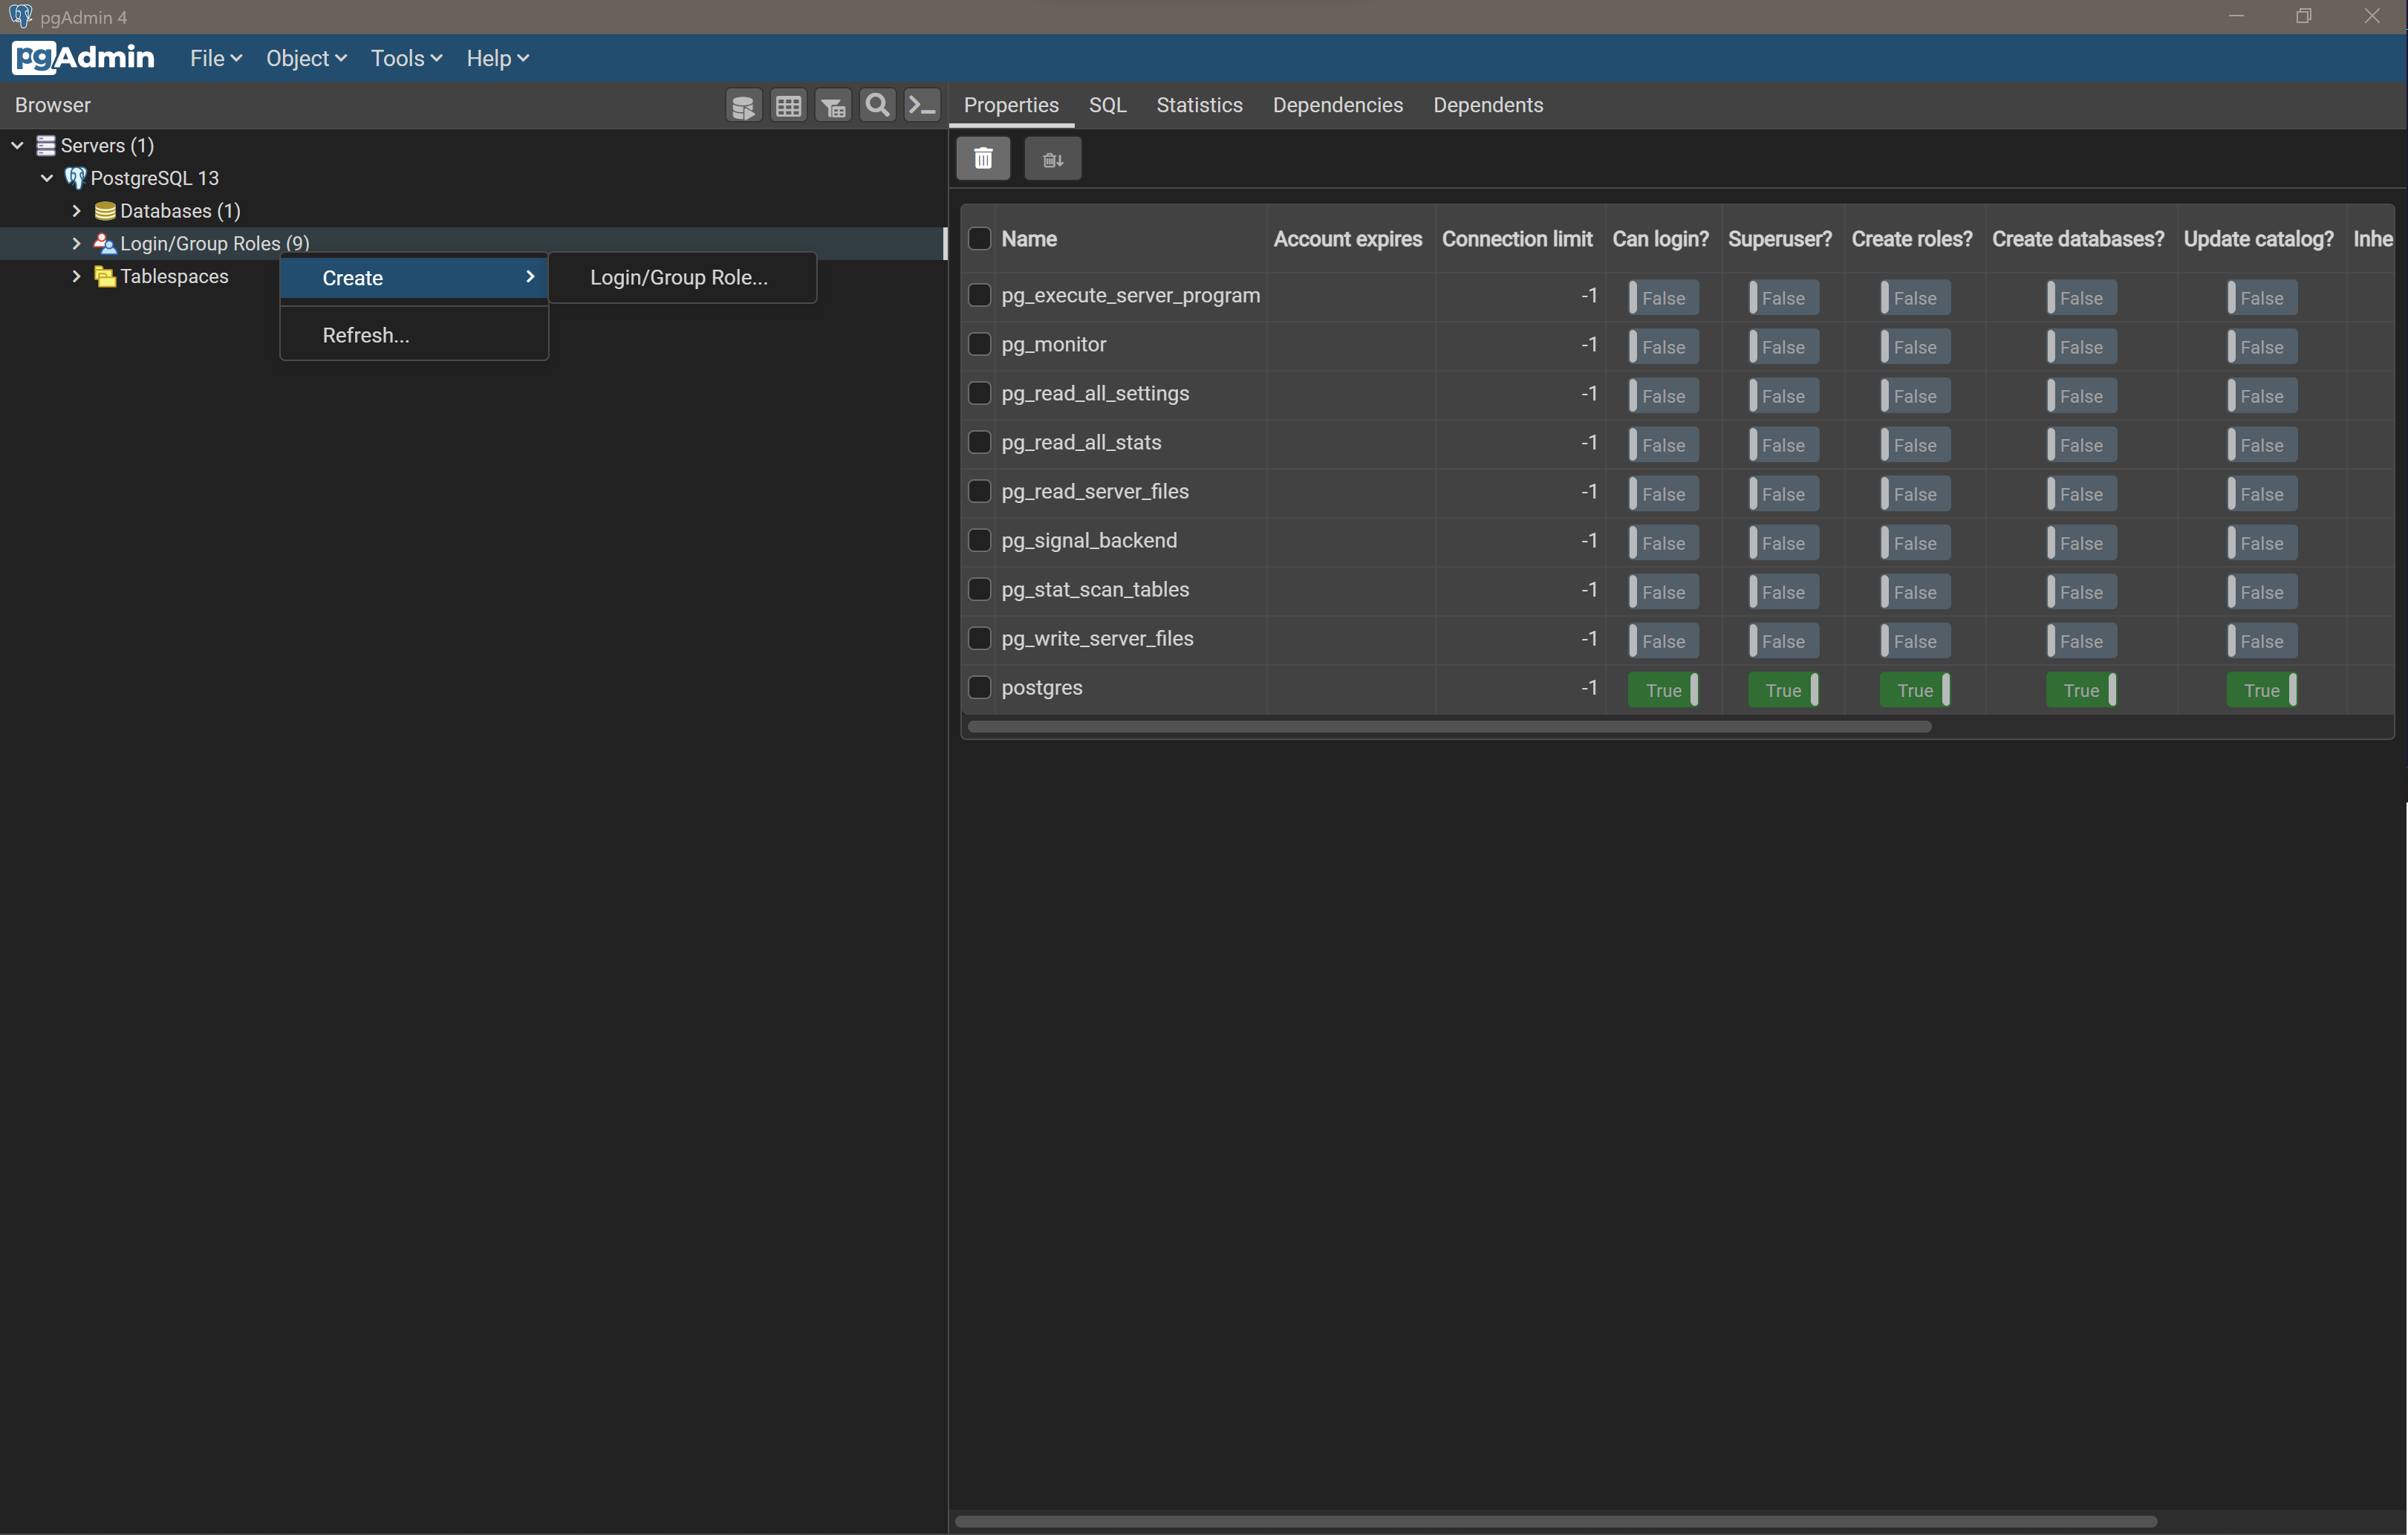 pgAdmin 4
pgAdmin File Object Tools Help
Browser
Servers (1)
PostgreSQL 13
Databases (1)
Login/Group Roles (9)
Tablespaces
Create
Login/Group Role...
Refresh...
Properties SQL Statistics Dependencies Dependents
Name Account expires Connection limit Can login? Superuser? Create roles? Create databases? Update catalog? Inhe
pg_execute_server_program -1 False False False False False
pg_monitor -1 False False False False False
pg_read_all_settings -1 False False False False False
pg_read_all_stats -1 False False False False False
pg_read_server_files -1 False False False False False
pg_signal_backend -1 False False False False False
pg_stat_scan_tables -1 False False False False False
pg_write_server_files -1 False False False False False
postgres -1 True True True True True